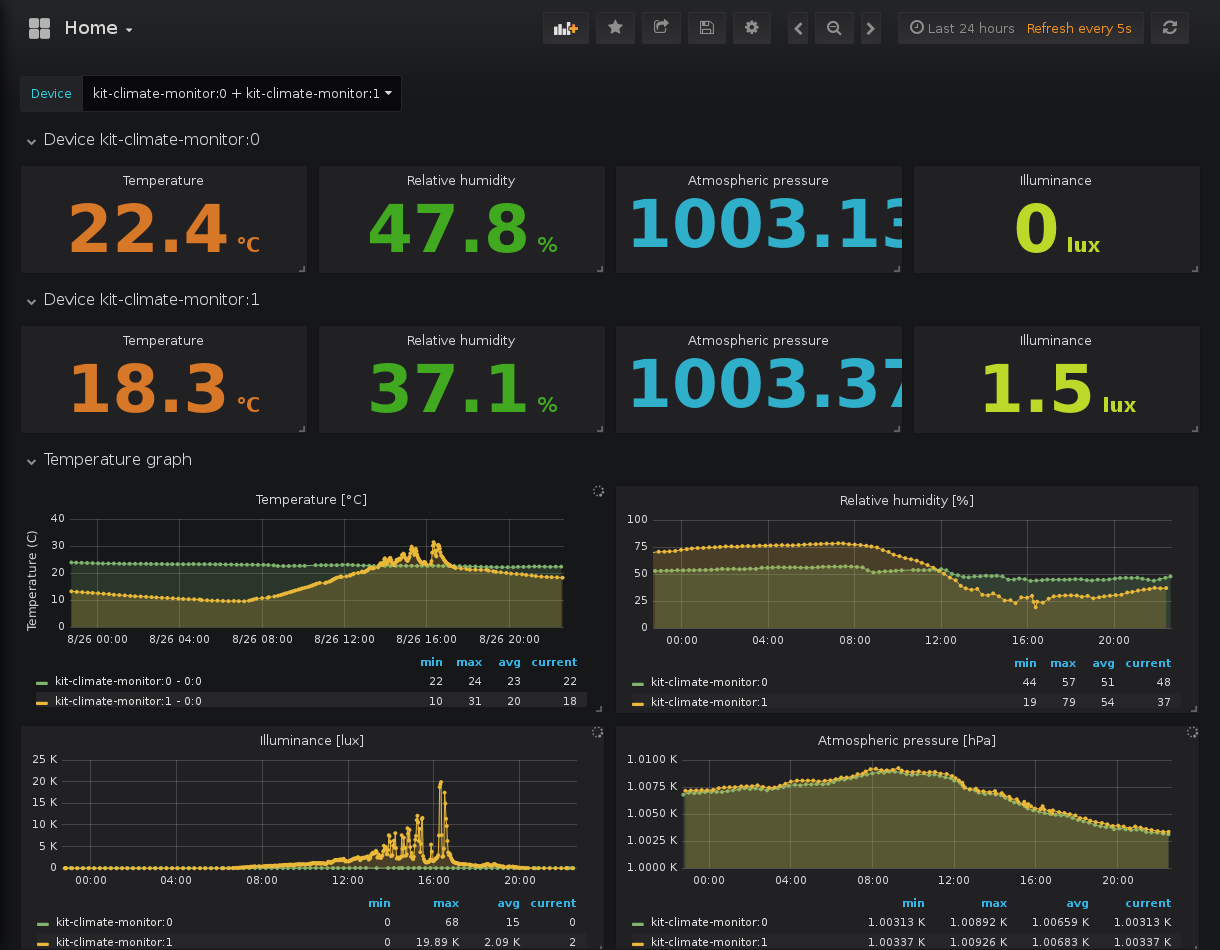 Home
Last 24 hours Refresh every 5s
Device kit-climate-monitor:0 + kit-climate-monitor:1
Device kit-climate-monitor:0
Temperature Relative humidity Atmospheric pressure Illuminance
22.4 °C 47.8 % 1003.13 0 lux
Device kit-climate-monitor:1
Temperature Relative humidity Atmospheric pressure Illuminance
18.3 °C 37.1 % 1003.37 1.5 lux
Temperature graph
Temperature [°C]
Temperature (C)
40
30
20
10
0
8/26 00:00 8/26 04:00 8/26 08:00 8/26 12:00 8/26 16:00 8/26 20:00
min max avg current
kit-climate-monitor:0 - 0:0 22 24 23 22
kit-climate-monitor:1 - 0:0 10 31 20 18
Relative humidity [%]
100
75
50
25
0
00:00 04:00 08:00 12:00 16:00 20:00
min max avg current
kit-climate-monitor:0 44 57 51 48
kit-climate-monitor:1 19 79 54 37
Illuminance [lux]
25 K
20 K
15 K
10 K
5 K
0
00:00 04:00 08:00 12:00 16:00 20:00
min max avg current
kit-climate-monitor:0 0 68 15 0
kit-climate-monitor:1 0 19.89 K 2.09 K 2
Atmospheric pressure [hPa]
1.0100 K
1.0075 K
1.0050 K
1.0025 K
1.0000 K
00:00 04:00 08:00 12:00 16:00 20:00
min max avg current
kit-climate-monitor:0 1.00313 K 1.00892 K 1.00659 K 1.00313 K
kit-climate-monitor:1 1.00337 K 1.00926 K 1.00683 K 1.00337 K